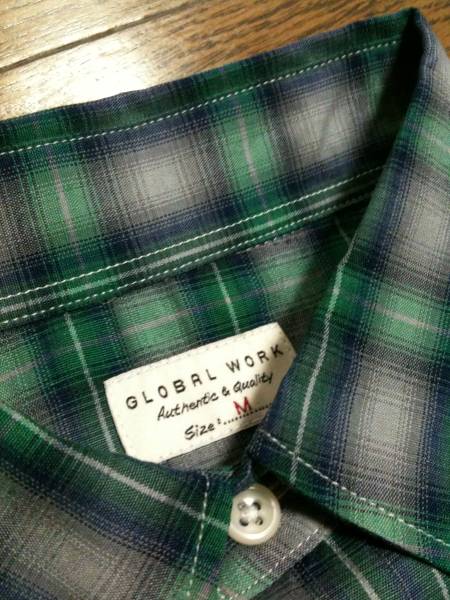 GLOBAL WORK
Authentic & Quality
Size:........M........